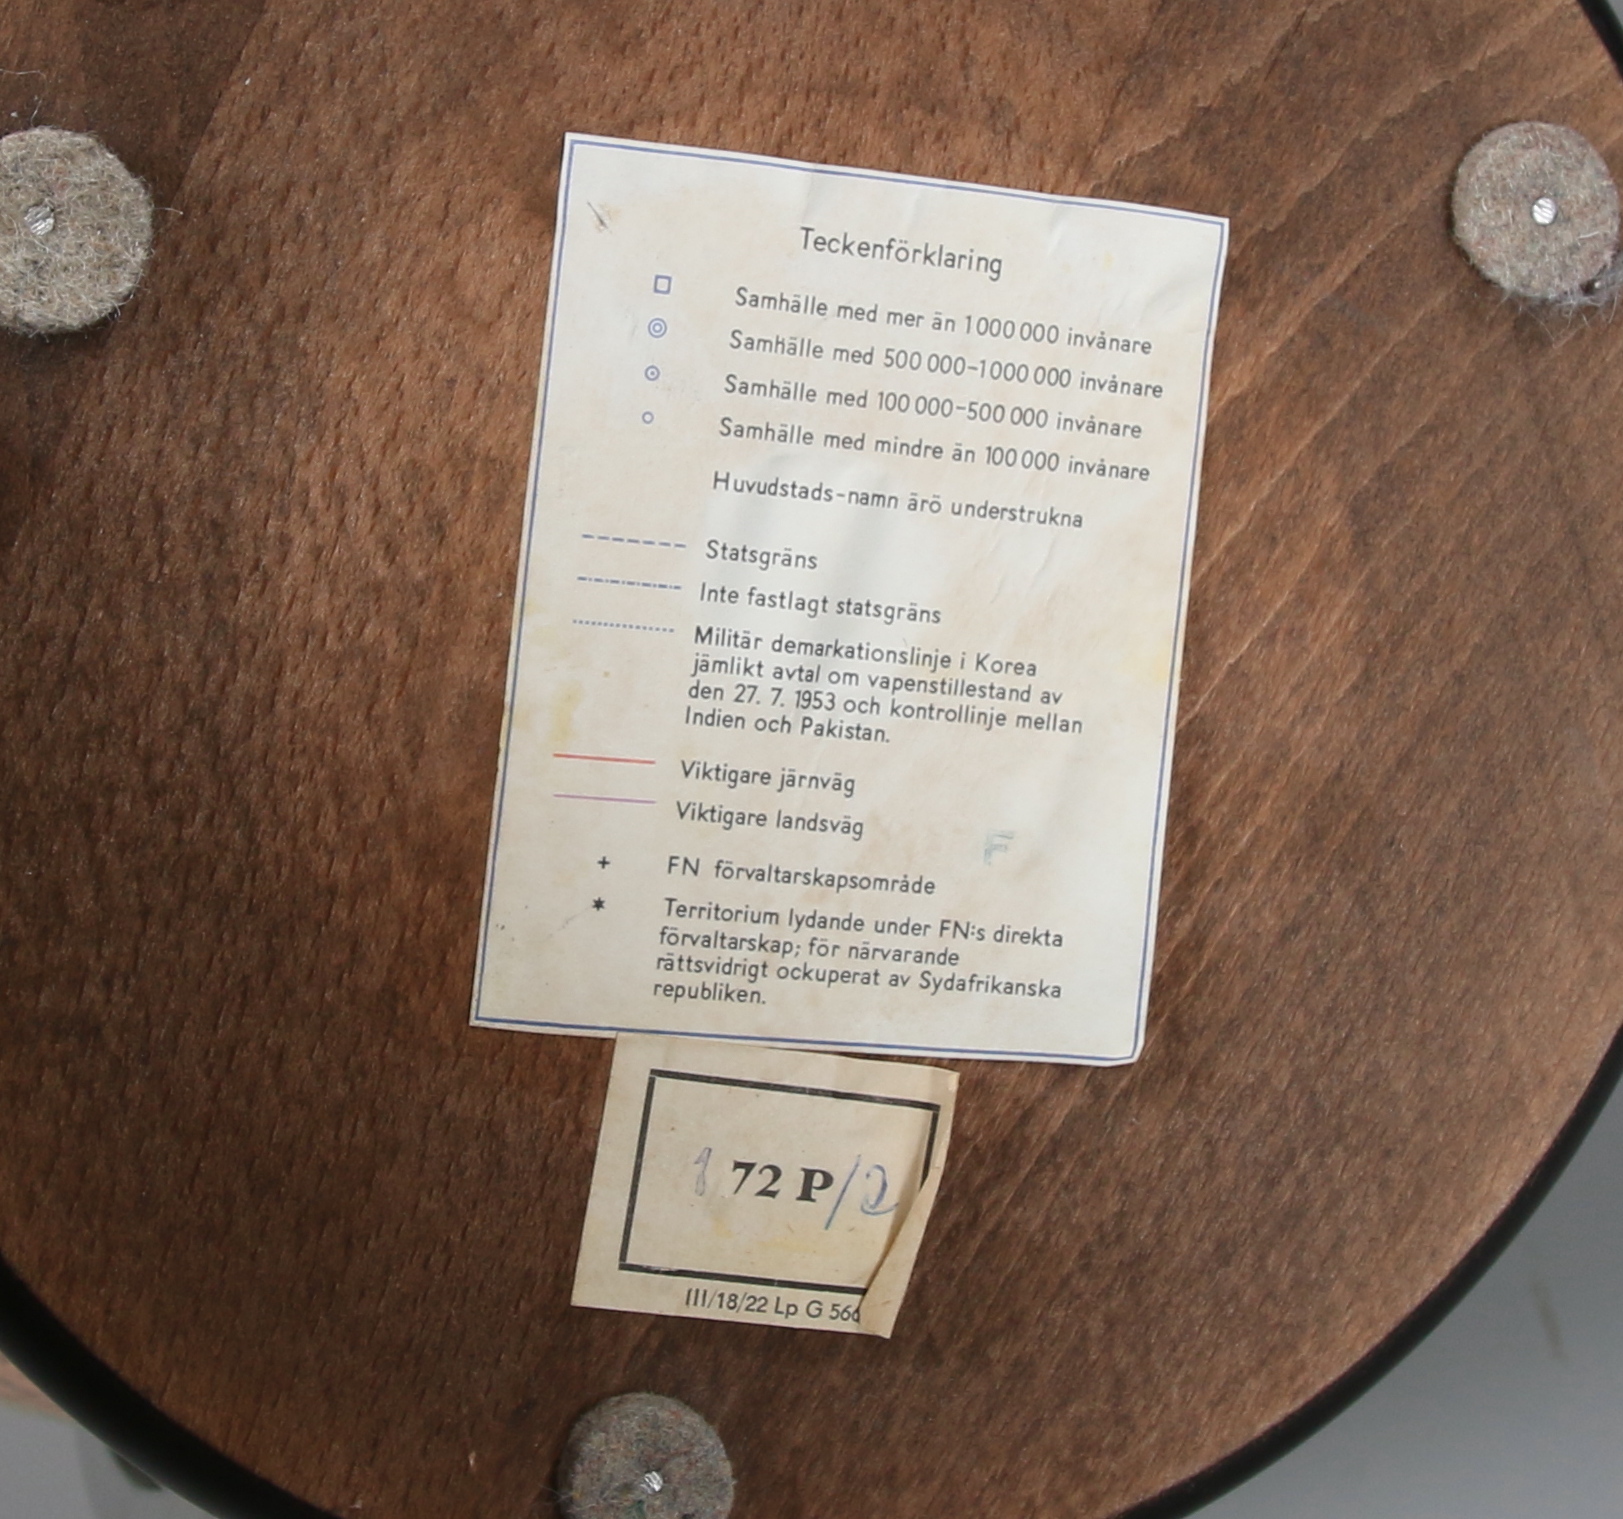 Teckenförklaring
Samhälle med mer än 1 000 000 invånare
Samhälle med 500 000-1 000 000 invånare
Samhälle med 100 000-500 000 invånare
Samhälle med mindre än 100 000 invånare
Huvudstads-namn ärö understrukna
Statsgräns
Inte fastlagt statsgräns
Militär demarkationslinje i Korea
jämlikt avtal om vapenstillestand av
den 27. 7. 1953 och kontrollinje mellan
Indien och Pakistan.
Viktigare järnväg
Viktigare landsväg
F
+ FN förvaltarskapsområde
* Territorium lydande under FN:s direkta
förvaltarskap; för närvarande
rättsvidrigt ockuperat av Sydafrikanska
republiken.
72 P/2
III/18/22 Lp G 56